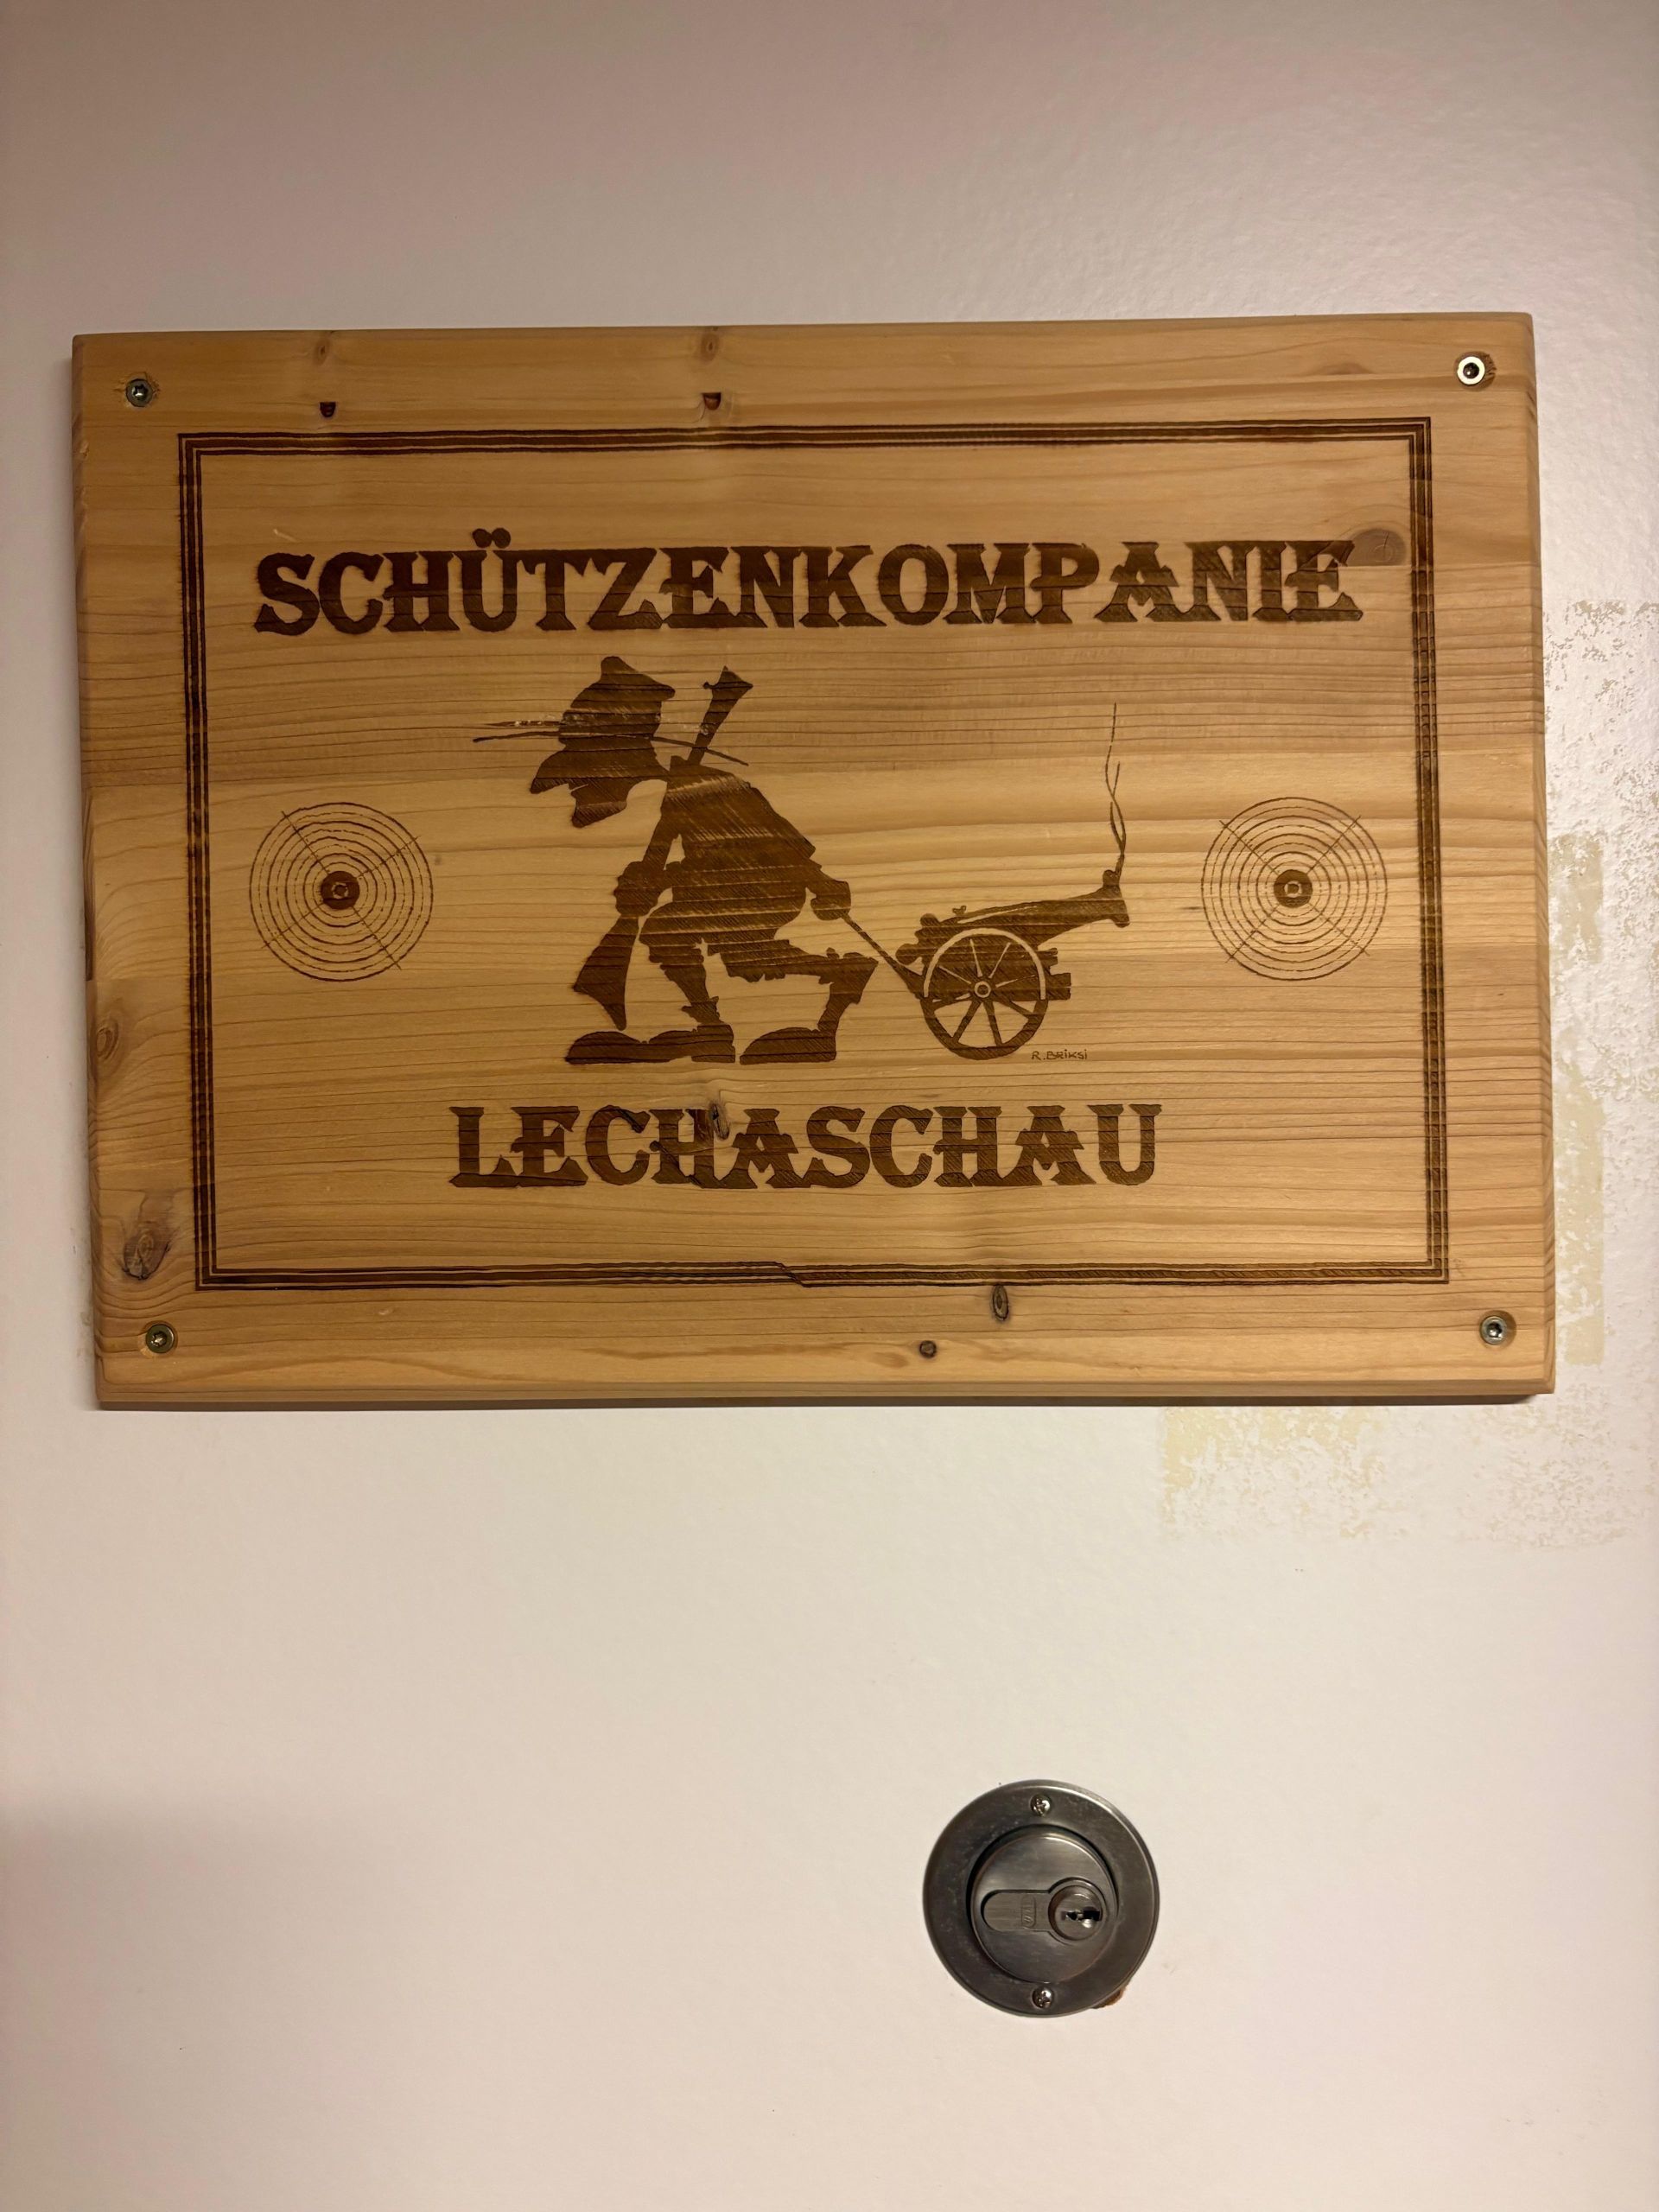 SCHÜTZENKOMPANIE
R. BRIKSI
LECHASCHAU